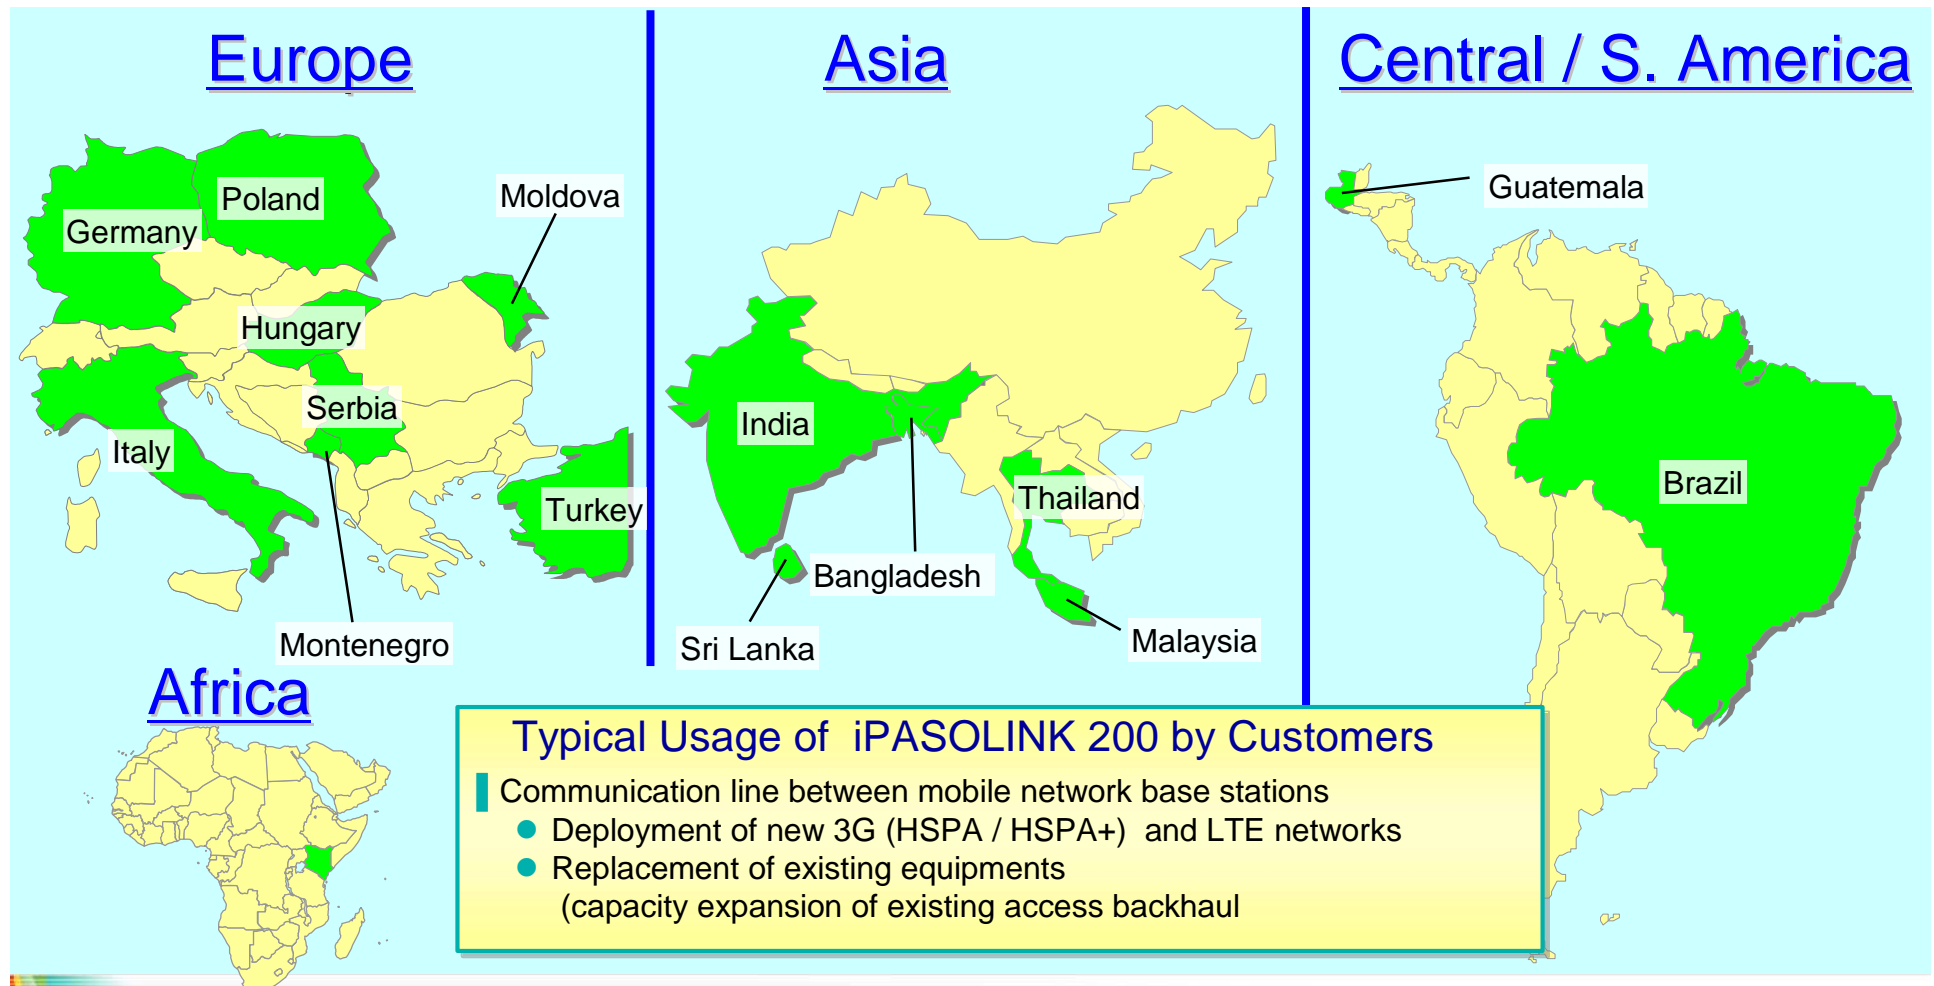 Europe
Poland
Moldova
Germany
Hungary
Serbia
Italy
Turkey
Montenegro
Asia
India
Thailand
Bangladesh
Sri Lanka
Malaysia
Central / S. America
Guatemala
Brazil
Africa
Typical Usage of iPASOLINK 200 by Customers
Communication line between mobile network base stations
Deployment of new 3G (HSPA / HSPA+) and LTE networks
Replacement of existing equipments
(capacity expansion of existing access backhaul